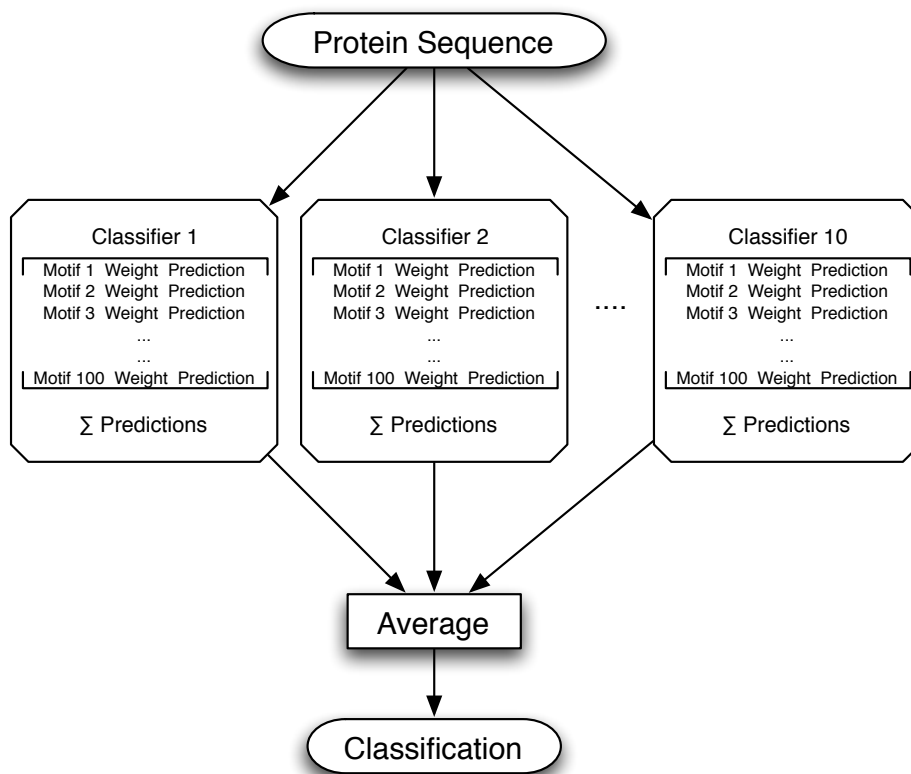 Protein Sequence
Classifier 1
Motif 1 Weight Prediction
Motif 2 Weight Prediction
Motif 3 Weight Prediction
...
...
Motif 100 Weight Prediction
∑ Predictions
Classifier 2
Motif 1 Weight Prediction
Motif 2 Weight Prediction
Motif 3 Weight Prediction
...
...
Motif 100 Weight Prediction
∑ Predictions
....
Classifier 10
Motif 1 Weight Prediction
Motif 2 Weight Prediction
Motif 3 Weight Prediction
...
...
Motif 100 Weight Prediction
∑ Predictions
Average
Classification